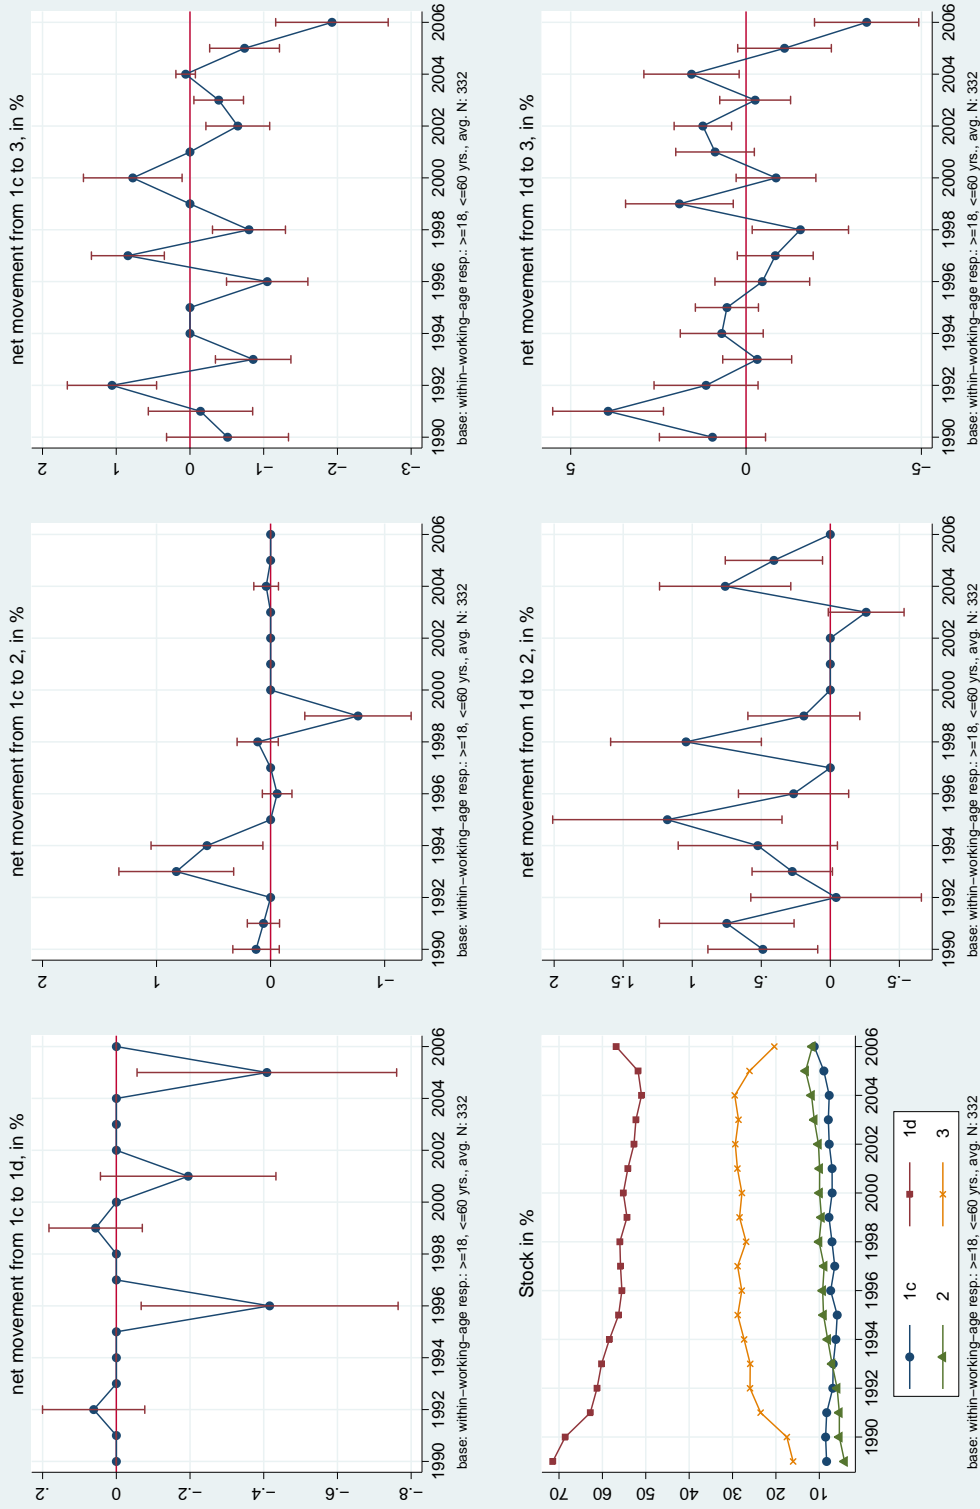 net movement from 1c to 1d, in %
.2
0
−.2
−.4
−.6
−.8
1990 1992 1994 1996 1998 2000 2002 2004 2006
base: within−working−age resp.: >=18, <=60 yrs., avg. N: 332
net movement from 1c to 2, in %
2
1
0
−1
1990 1992 1994 1996 1998 2000 2002 2004 2006
base: within−working−age resp.: >=18, <=60 yrs., avg. N: 332
net movement from 1c to 3, in %
2
1
0
−1
−2
−3
1990 1992 1994 1996 1998 2000 2002 2004 2006
base: within−working−age resp.: >=18, <=60 yrs., avg. N: 332
Stock in %
70
60
50
40
30
20
10
1990 1992 1994 1996 1998 2000 2002 2004 2006
1c 1d
2 3
base: within−working−age resp.: >=18, <=60 yrs., avg. N: 332
net movement from 1d to 2, in %
2
1.5
1
.5
0
−.5
1990 1992 1994 1996 1998 2000 2002 2004 2006
base: within−working−age resp.: >=18, <=60 yrs., avg. N: 332
net movement from 1d to 3, in %
5
0
−5
1990 1992 1994 1996 1998 2000 2002 2004 2006
base: within−working−age resp.: >=18, <=60 yrs., avg. N: 332